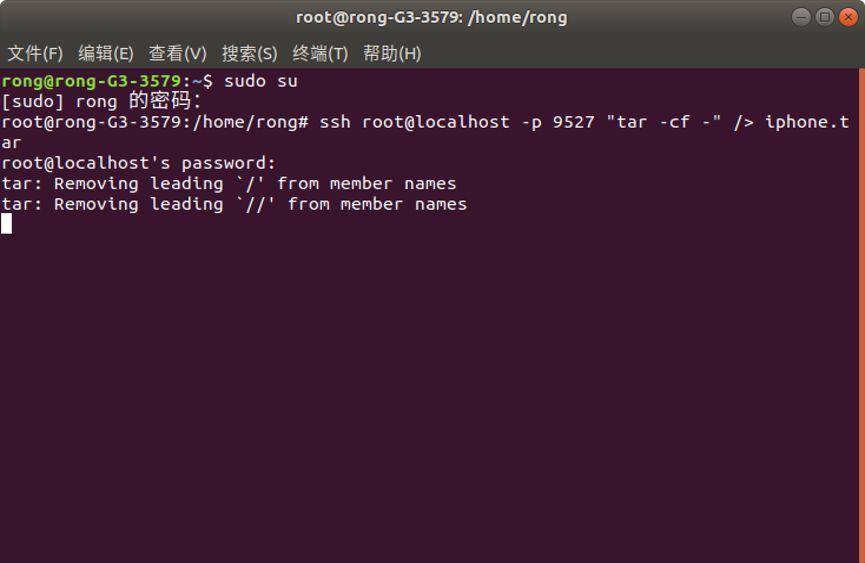 root@rong-G3-3579: /home/rong
文件(F) 编辑(E) 查看(V) 搜索(S) 终端(T) 帮助(H)
rong@rong-G3-3579:~$ sudo su
[sudo] rong 的密码：
root@rong-G3-3579:/home/rong# ssh root@localhost -p 9527 "tar -cf -" /> iphone.t
ar
root@localhost's password:
tar: Removing leading `/' from member names
tar: Removing leading `//' from member names